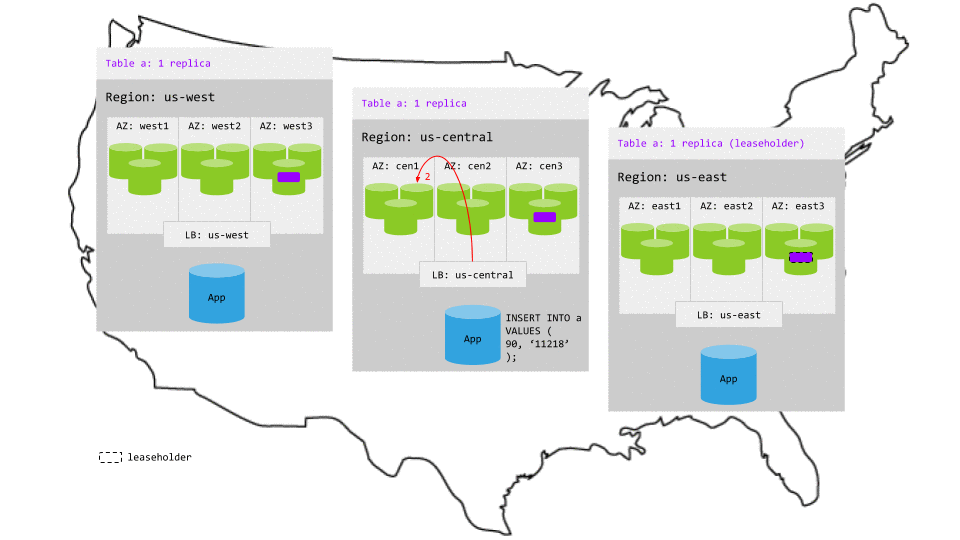 Table a: 1 replica
Region: us-west
AZ: west1
AZ: west2
AZ: west3
LB: us-west
App
Table a: 1 replica
Region: us-central
AZ: cen1
AZ: cen2
AZ: cen3
2
LB: us-central
App
INSERT INTO a
VALUES (
90, ‘11218’
);
Table a: 1 replica (leaseholder)
Region: us-east
AZ: east1
AZ: east2
AZ: east3
LB: us-east
App
leaseholder